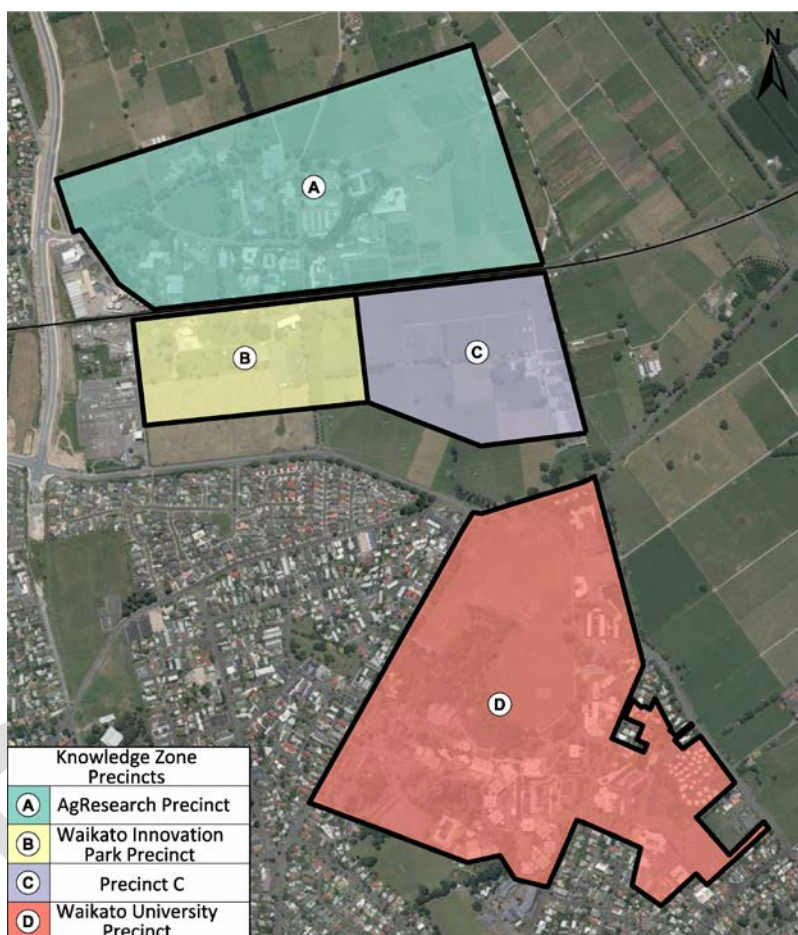 N
A
B
C
D
Knowledge Zone
Precincts
A AgResearch Precinct
B Waikato Innovation
Park Precinct
C Precinct C
D Waikato University
Precinct